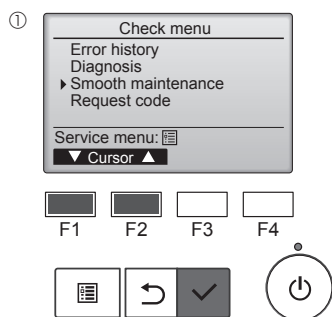 ①
Check menu
Error history
Diagnosis
Smooth maintenance
Request code
Service menu:
▼ Cursor ▲
F1 F2 F3 F4